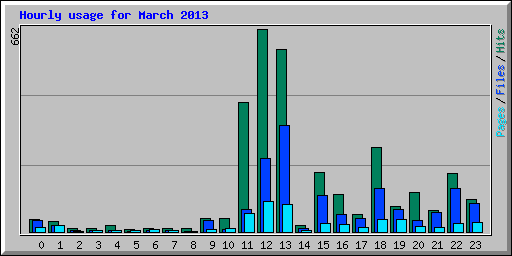 Hourly usage for March 2013
662
Pages/Files/Hits
0 1 2 3 4 5 6 7 8 9 10 11 12 13 14 15 16 17 18 19 20 21 22 23